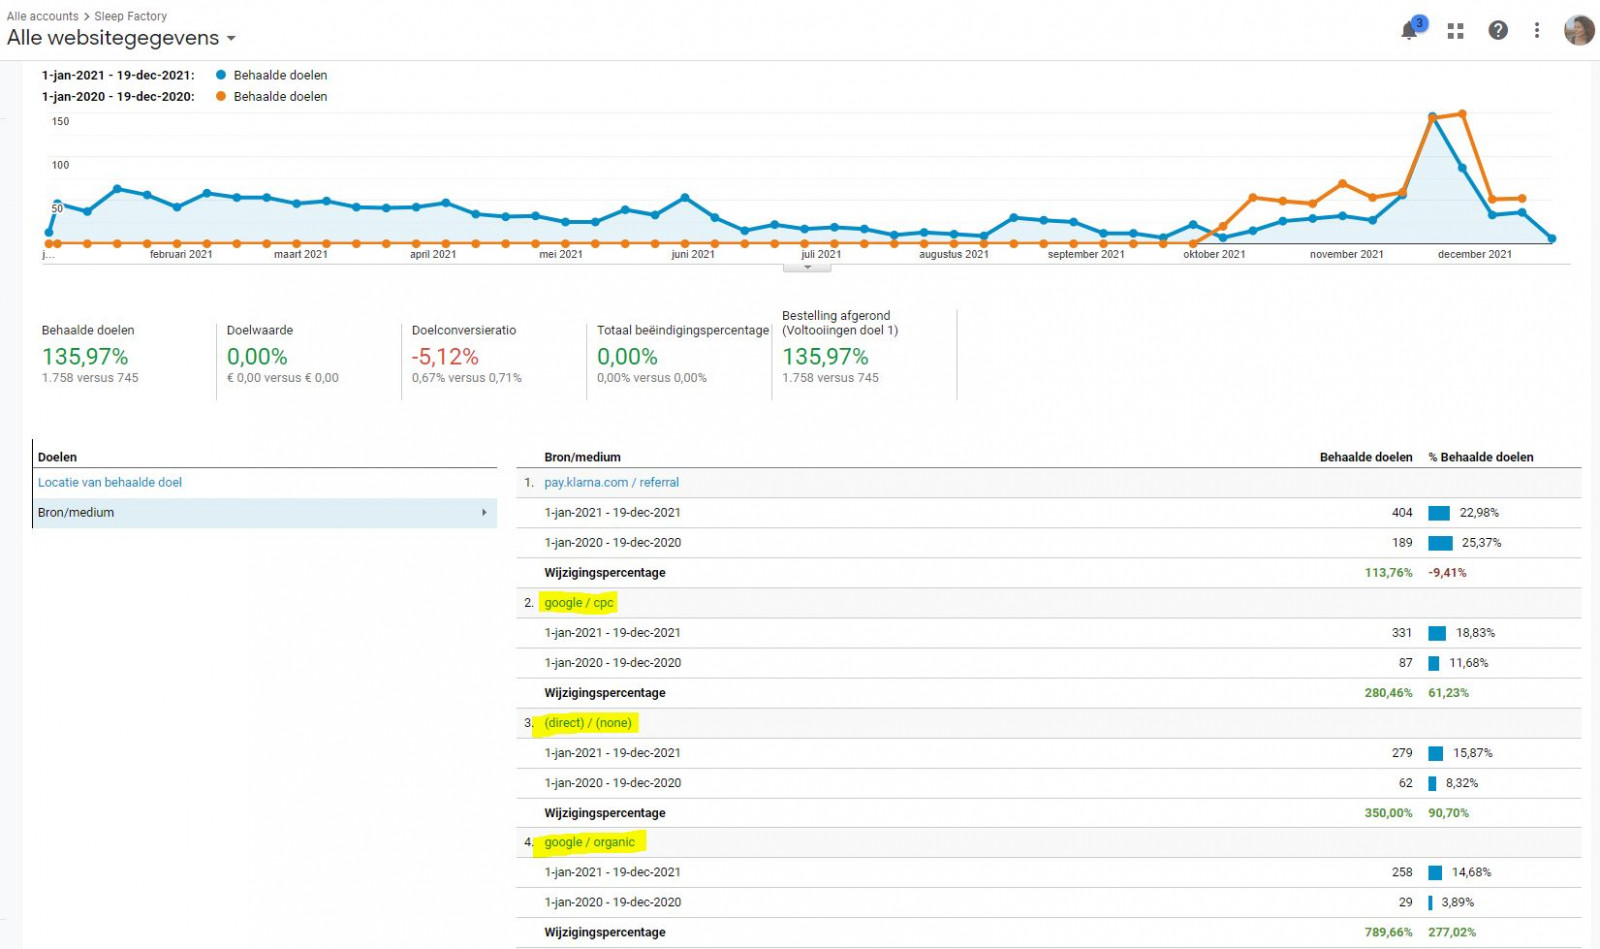 Alle accounts > Sleep Factory
Alle websitegegevens
3
1-jan-2021 - 19-dec-2021: Behaalde doelen
1-jan-2020 - 19-dec-2020: Behaalde doelen
150
100
50
j... februari 2021 maart 2021 april 2021 mei 2021 juni 2021 juli 2021 augustus 2021 september 2021 oktober 2021 november 2021 december 2021
Behaalde doelen
135,97%
1.758 versus 745
Doelwaarde
0,00%
€ 0,00 versus € 0,00
Doelconversieratio
-5,12%
0,67% versus 0,71%
Totaal beëindigingspercentage
0,00%
0,00% versus 0,00%
Bestelling afgerond
(Voltooiingen doel 1)
135,97%
1.758 versus 745
Doelen
Locatie van behaalde doel
Bron/medium
Bron/medium Behaalde doelen % Behaalde doelen
1. pay.klarna.com / referral
1-jan-2021 - 19-dec-2021 404 22,98%
1-jan-2020 - 19-dec-2020 189 25,37%
Wijzigingspercentage 113,76% -9,41%
2. google / cpc
1-jan-2021 - 19-dec-2021 331 18,83%
1-jan-2020 - 19-dec-2020 87 11,68%
Wijzigingspercentage 280,46% 61,23%
3. (direct) / (none)
1-jan-2021 - 19-dec-2021 279 15,87%
1-jan-2020 - 19-dec-2020 62 8,32%
Wijzigingspercentage 350,00% 90,70%
4. google / organic
1-jan-2021 - 19-dec-2021 258 14,68%
1-jan-2020 - 19-dec-2020 29 3,89%
Wijzigingspercentage 789,66% 277,02%